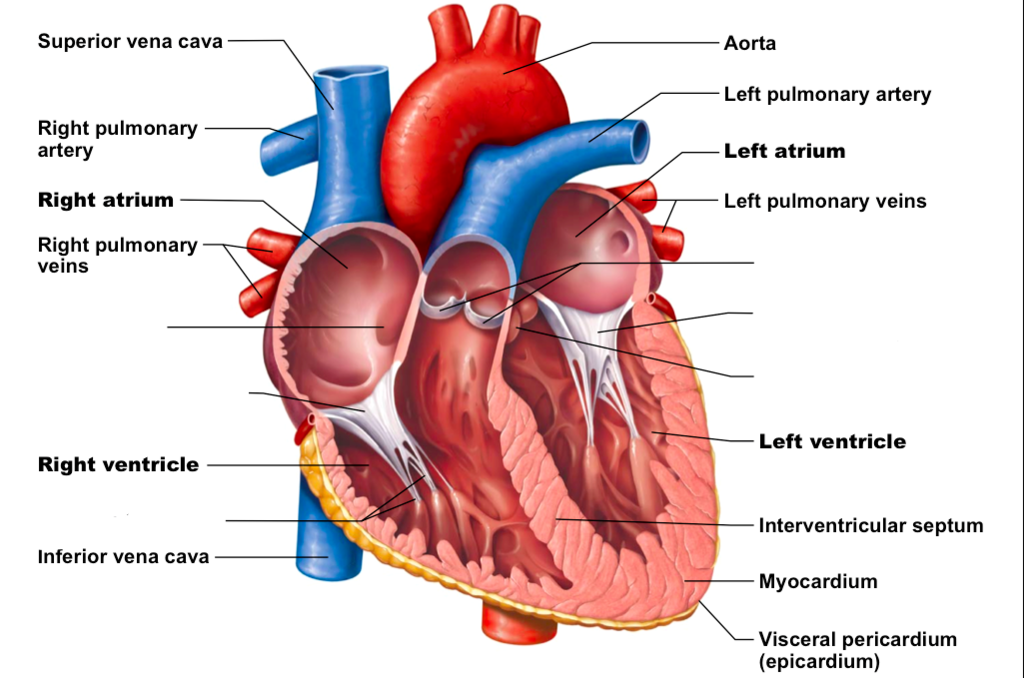 Superior vena cava
Right pulmonary
artery
Right atrium
Right pulmonary
veins
Right ventricle
Inferior vena cava
Aorta
Left pulmonary artery
Left atrium
Left pulmonary veins
Left ventricle
Interventricular septum
Myocardium
Visceral pericardium
(epicardium)